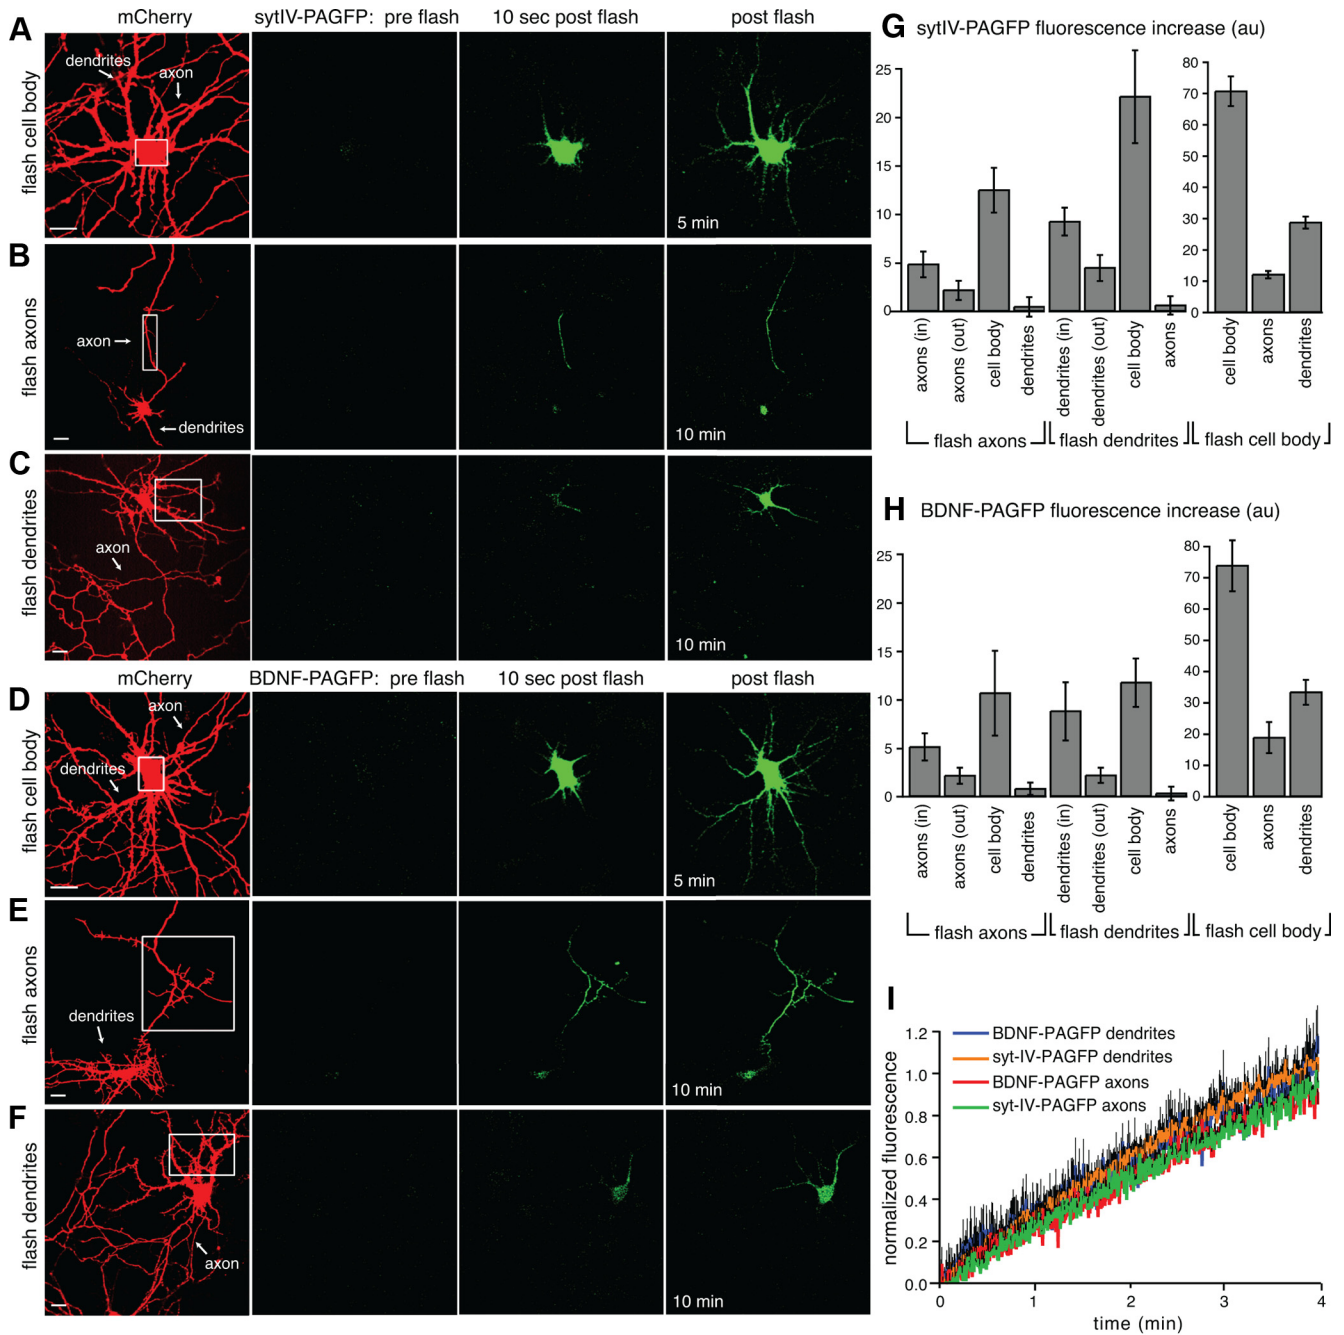 A
mCherry
sytIV-PAGFP: pre flash
10 sec post flash
post flash
flash cell body
dendrites
axon
5 min
B
flash axons
axon
dendrites
10 min
C
flash dendrites
axon
10 min
mCherry
BDNF-PAGFP: pre flash
10 sec post flash
post flash
D
flash cell body
axon
dendrites
5 min
E
flash axons
dendrites
10 min
F
flash dendrites
axon
10 min
G
sytIV-PAGFP fluorescence increase (au)
25
20
15
10
5
0
axons (in)
axons (out)
cell body
dendrites
dendrites (in)
dendrites (out)
cell body
axons
flash axons
flash dendrites
80
70
60
50
40
30
20
10
0
cell body
axons
dendrites
flash cell body
H
BDNF-PAGFP fluorescence increase (au)
25
20
15
10
5
0
axons (in)
axons (out)
cell body
dendrites
dendrites (in)
dendrites (out)
cell body
axons
flash axons
flash dendrites
80
70
60
50
40
30
20
10
0
cell body
axons
dendrites
flash cell body
I
normalized fluorescence
1.2
1.0
0.8
0.6
0.4
0.2
0.0
BDNF-PAGFP dendrites
syt-IV-PAGFP dendrites
BDNF-PAGFP axons
syt-IV-PAGFP axons
0
1
2
3
4
time (min)